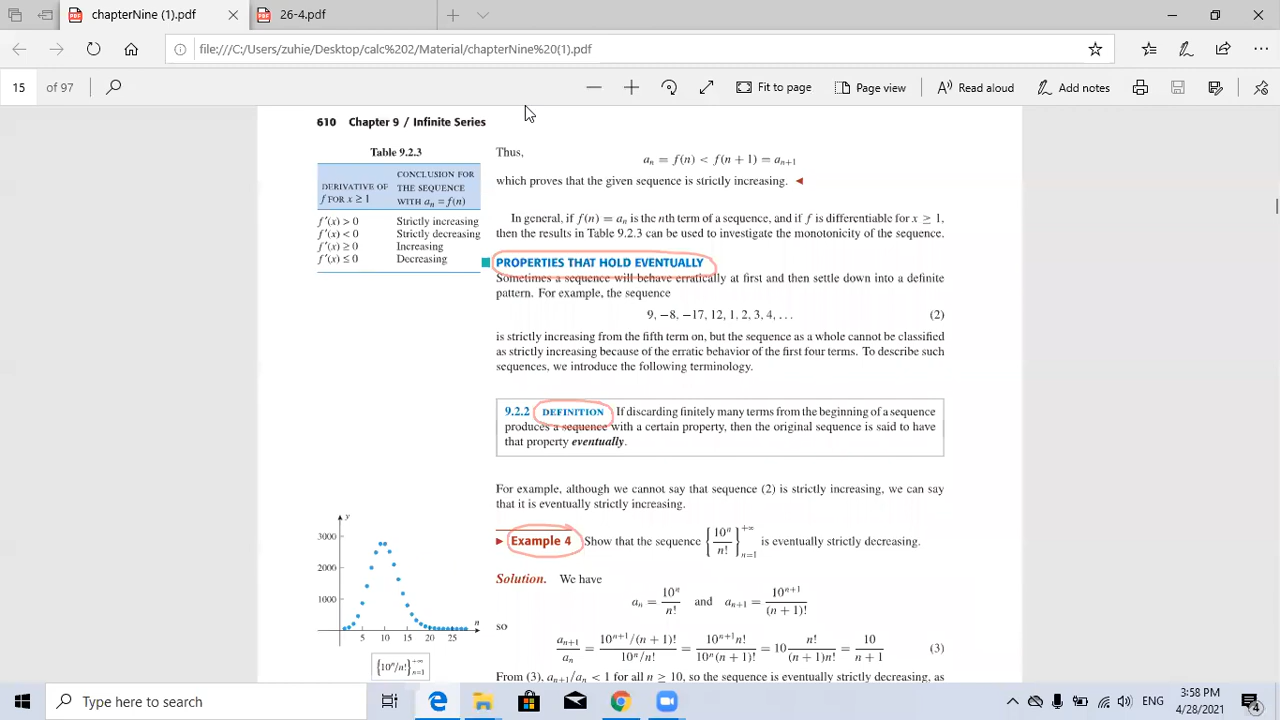 chapterNine (1).pdf
26-4.pdf
file:///C:/Users/zuhie/Desktop/calc%202/Material/chapterNine%20(1).pdf
15 of 97
Fit to page
Page view
Read aloud
Add notes
610 Chapter 9 / Infinite Series
Table 9.2.3
DERIVATIVE OF f FOR x ≥ 1
CONCLUSION FOR THE SEQUENCE WITH aₙ = f(n)
f′(x) > 0 Strictly increasing
f′(x) < 0 Strictly decreasing
f′(x) ≥ 0 Increasing
f′(x) ≤ 0 Decreasing
Thus,
aₙ = f(n) < f(n + 1) = aₙ₊₁
which proves that the given sequence is strictly increasing. ◄
In general, if f(n) = aₙ is the nth term of a sequence, and if f is differentiable for x ≥ 1,
then the results in Table 9.2.3 can be used to investigate the monotonicity of the sequence.
PROPERTIES THAT HOLD EVENTUALLY
Sometimes a sequence will behave erratically at first and then settle down into a definite
pattern. For example, the sequence
9, −8, −17, 12, 1, 2, 3, 4, . . . (2)
is strictly increasing from the fifth term on, but the sequence as a whole cannot be classified
as strictly increasing because of the erratic behavior of the first four terms. To describe such
sequences, we introduce the following terminology.
9.2.2 DEFINITION If discarding finitely many terms from the beginning of a sequence
produces a sequence with a certain property, then the original sequence is said to have
that property eventually.
For example, although we cannot say that sequence (2) is strictly increasing, we can say
that it is eventually strictly increasing.
► Example 4 Show that the sequence {10ⁿ/n!}ₙ₌₁^+∞ is eventually strictly decreasing.
Solution. We have
aₙ = 10ⁿ/n! and aₙ₊₁ = 10ⁿ⁺¹/(n + 1)!
so
aₙ₊₁/aₙ = (10ⁿ⁺¹/(n + 1)!)/(10ⁿ/n!) = 10ⁿ⁺¹n!/10ⁿ(n + 1)! = 10 n!/(n + 1)n! = 10/(n + 1) (3)
From (3), aₙ₊₁/aₙ < 1 for all n ≥ 10, so the sequence is eventually strictly decreasing, as
y
3000
2000
1000
n
5 10 15 20 25
{10ⁿ/n!}ₙ₌₁^+∞
Type here to search
ENG
3:58 PM
4/28/2021
4